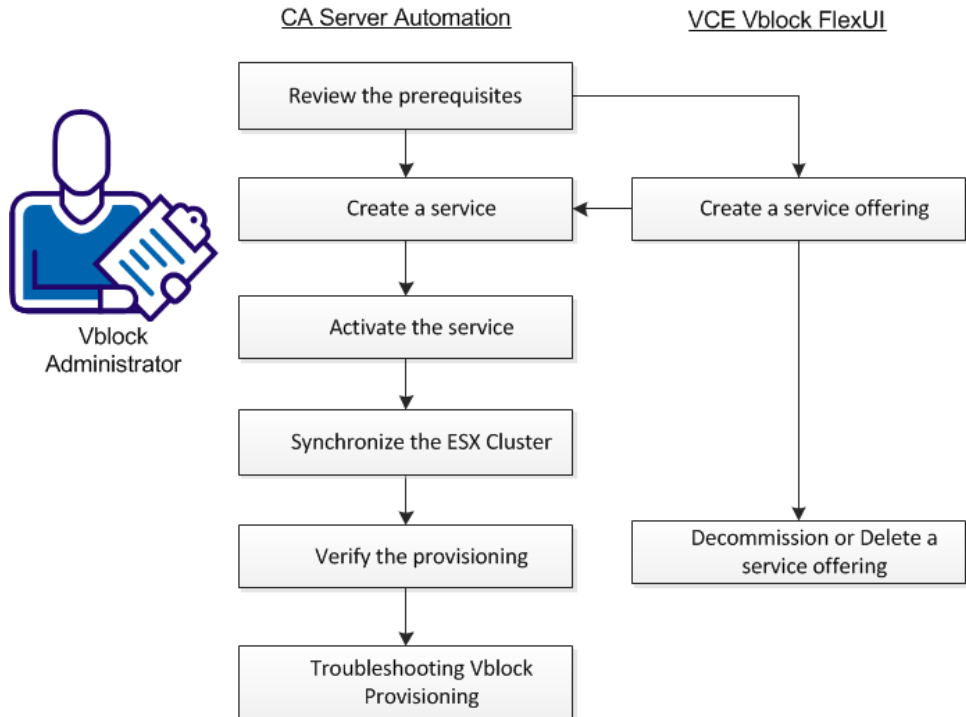 CA Server Automation
VCE Vblock FlexUI
Review the prerequisites
Create a service
Create a service offering
Activate the service
Vblock
Administrator
Synchronize the ESX Cluster
Verify the provisioning
Decommission or Delete a
service offering
Troubleshooting Vblock
Provisioning